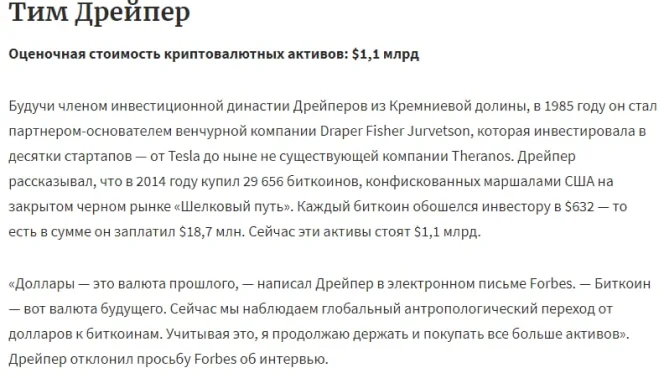 Тим Дрейпер
Оценочная стоимость криптовалютных активов: $1,1 млрд
Будучи членом инвестиционной династии Дрейперов из Кремниевой долины, в 1985 году он стал
партнером-основателем венчурной компании Draper Fisher Jurvetson, которая инвестировала в
десятки стартапов — от Tesla до ныне не существующей компании Theranos. Дрейпер
рассказывал, что в 2014 году купил 29 656 биткоинов, конфискованных маршалами США на
закрытом черном рынке «Шелковый путь». Каждый биткоин обошелся инвестору в $632 — то
есть в сумме он заплатил $18,7 млн. Сейчас эти активы стоят $1,1 млрд.
«Доллары — это валюта прошлого, — написал Дрейпер в электронном письме Forbes. — Биткоин
— вот валюта будущего. Сейчас мы наблюдаем глобальный антропологический переход от
долларов к биткоинам. Учитывая это, я продолжаю держать и покупать все больше активов».
Дрейпер отклонил просьбу Forbes об интервью.